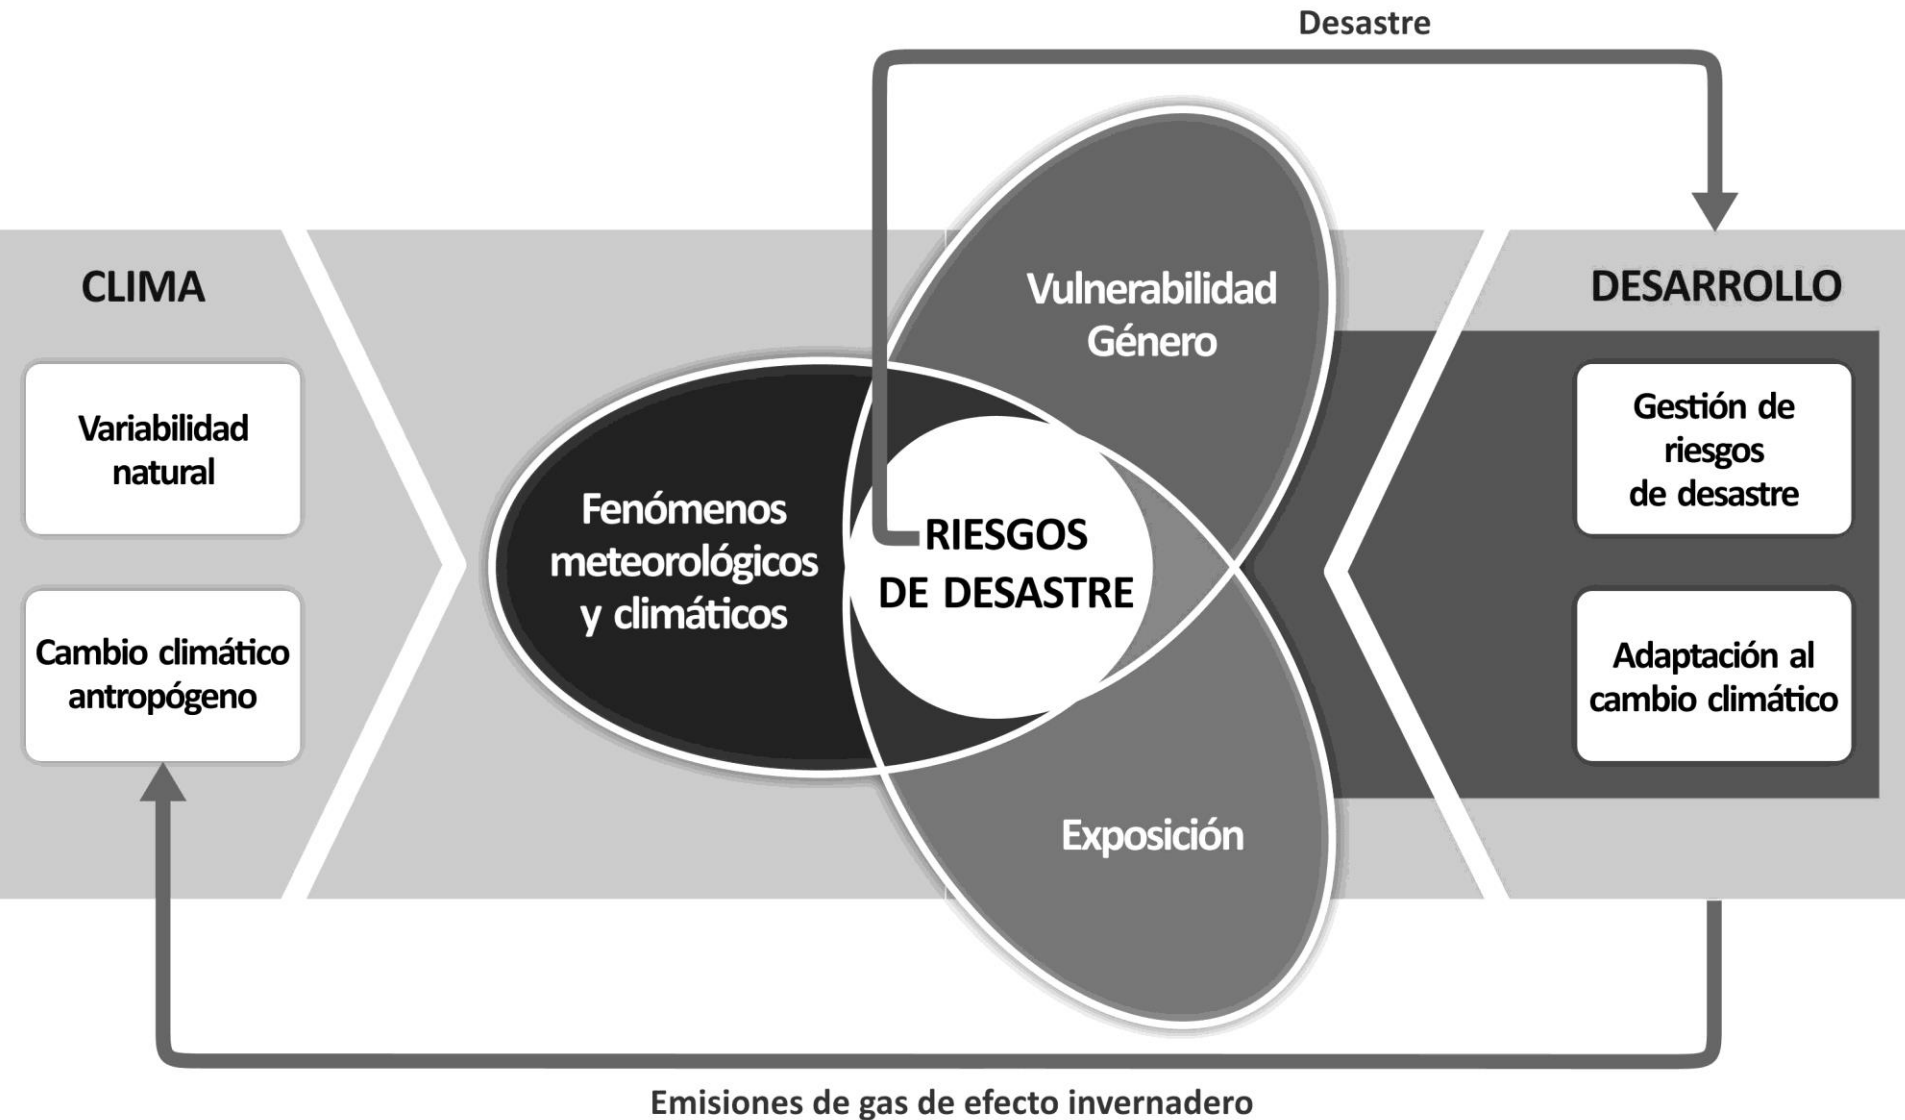 Desastre
CLIMA
Variabilidad
natural
Cambio climático
antropógeno
Fenómenos
meteorológicos
y climáticos
Vulnerabilidad
Género
RIESGOS
DE DESASTRE
Exposición
DESARROLLO
Gestión de
riesgos
de desastre
Adaptación al
cambio climático
Emisiones de gas de efecto invernadero